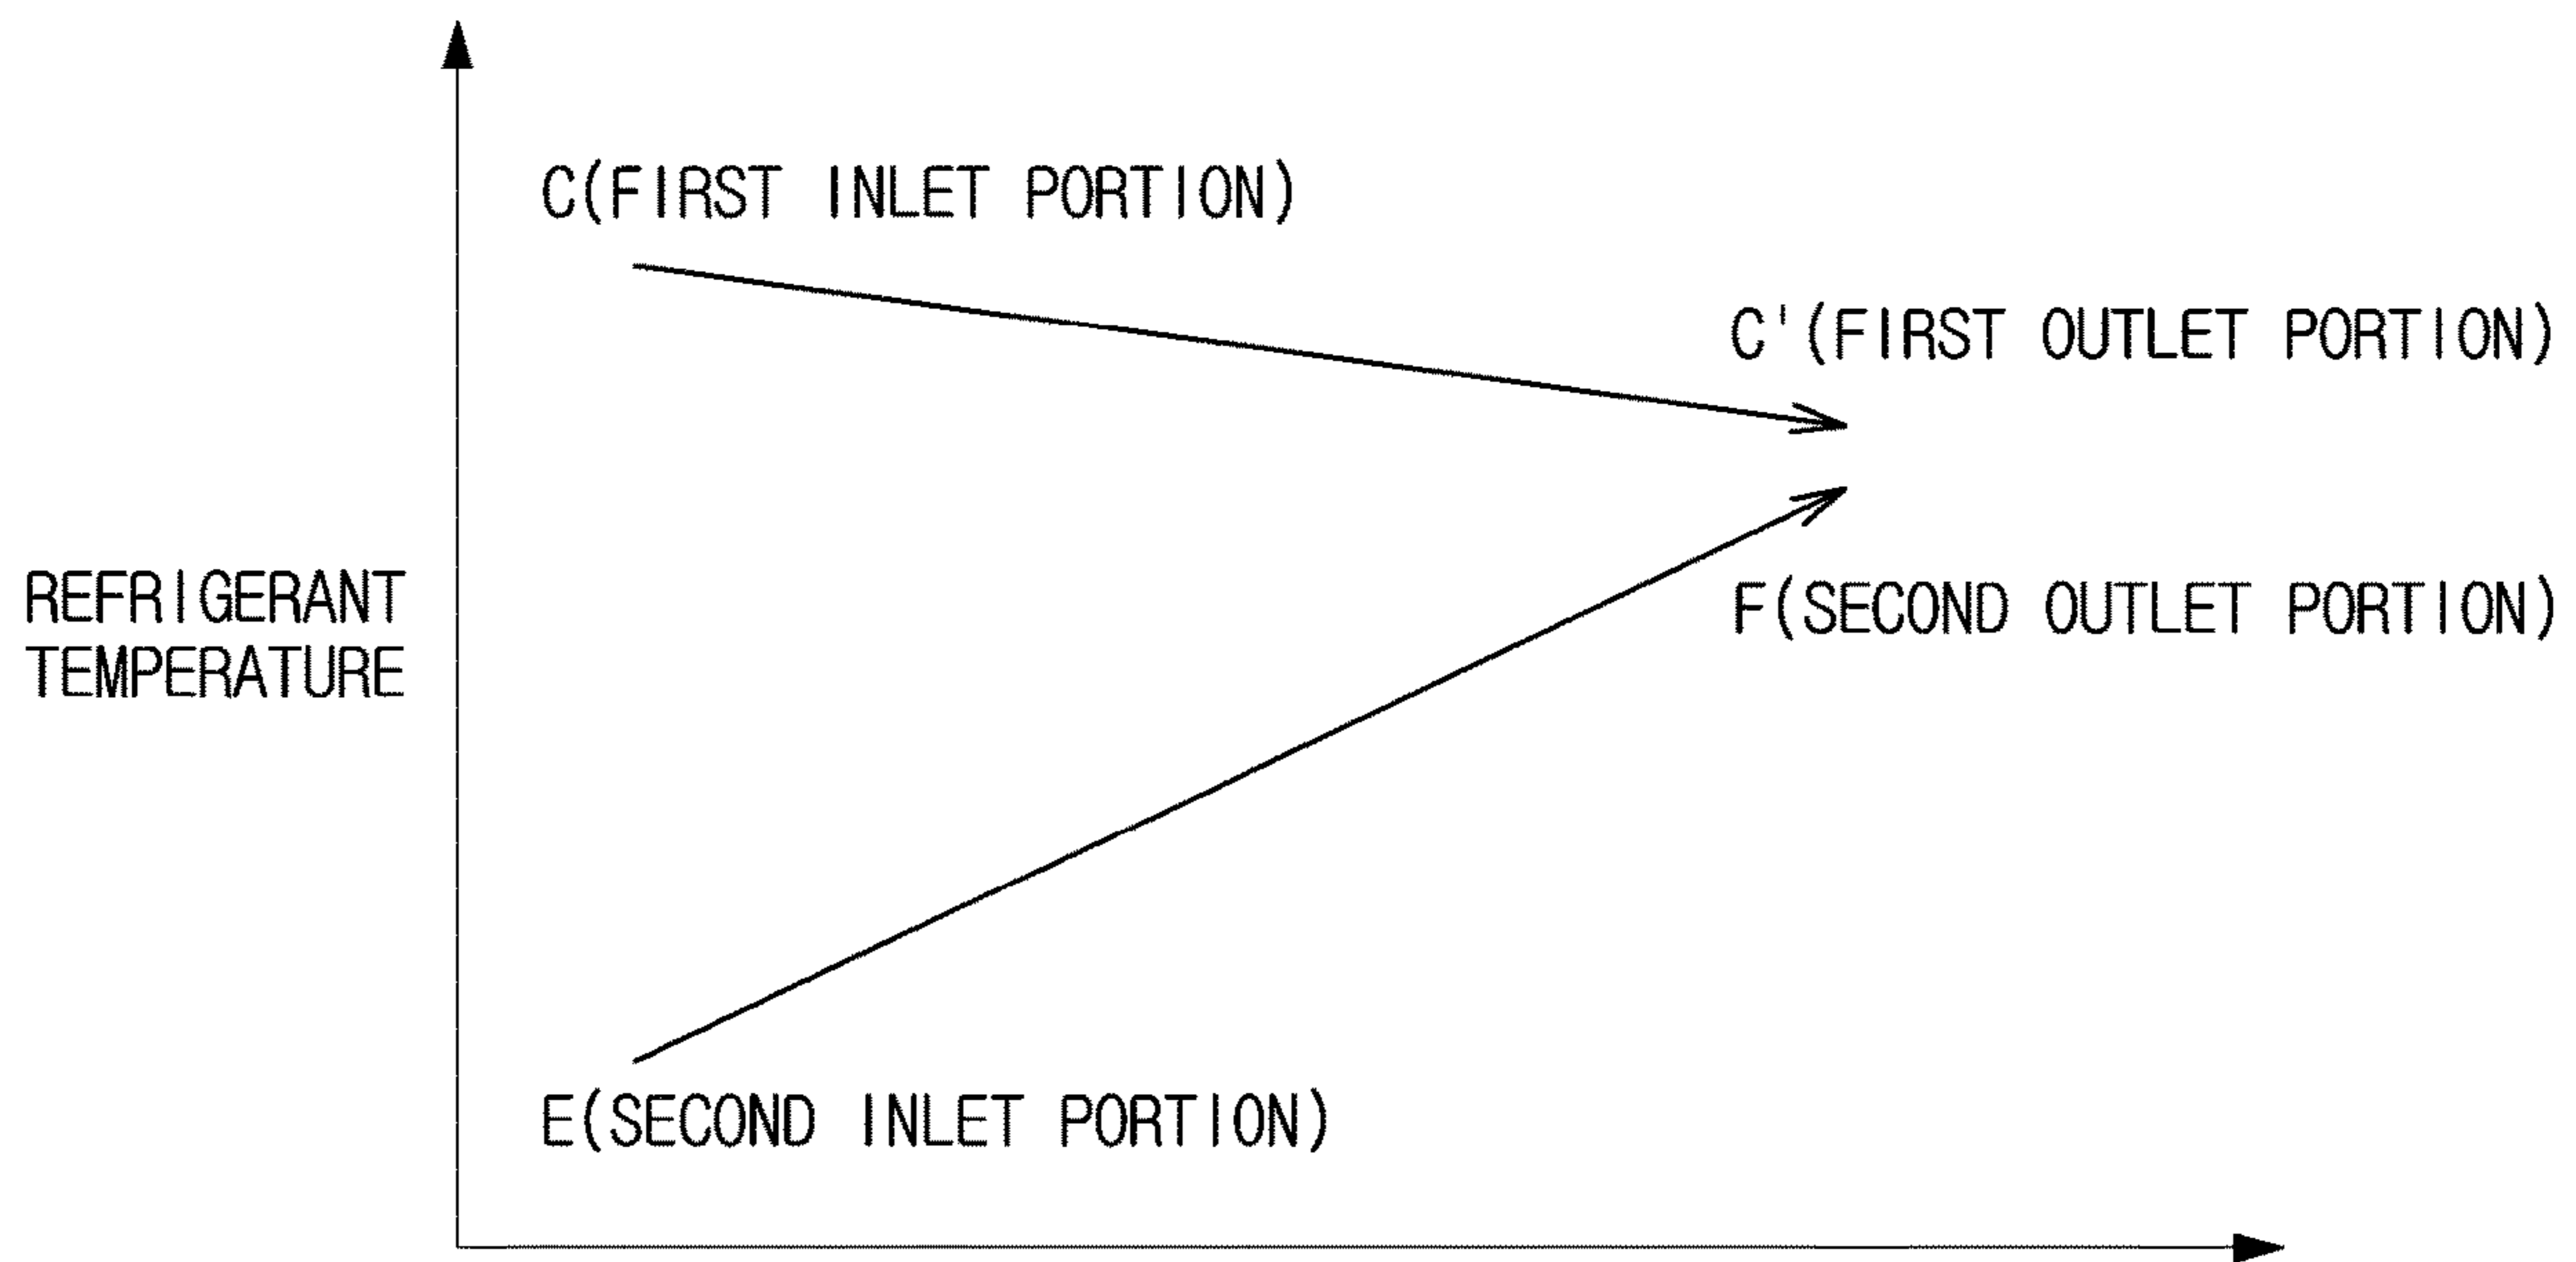 C(FIRST INLET PORTION)
C'(FIRST OUTLET PORTION)
REFRIGERANT
TEMPERATURE
F(SECOND OUTLET PORTION)
E(SECOND INLET PORTION)